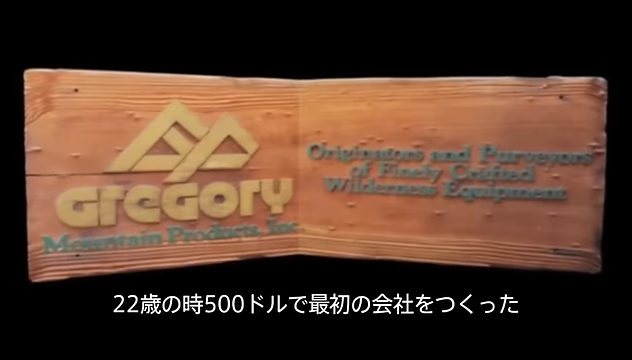 GREGORY
Mountain Products, Inc
Originators and Purveyors
of Finely Crafted
Wilderness Equipment
22歳の時500ドルで最初の会社をつくった